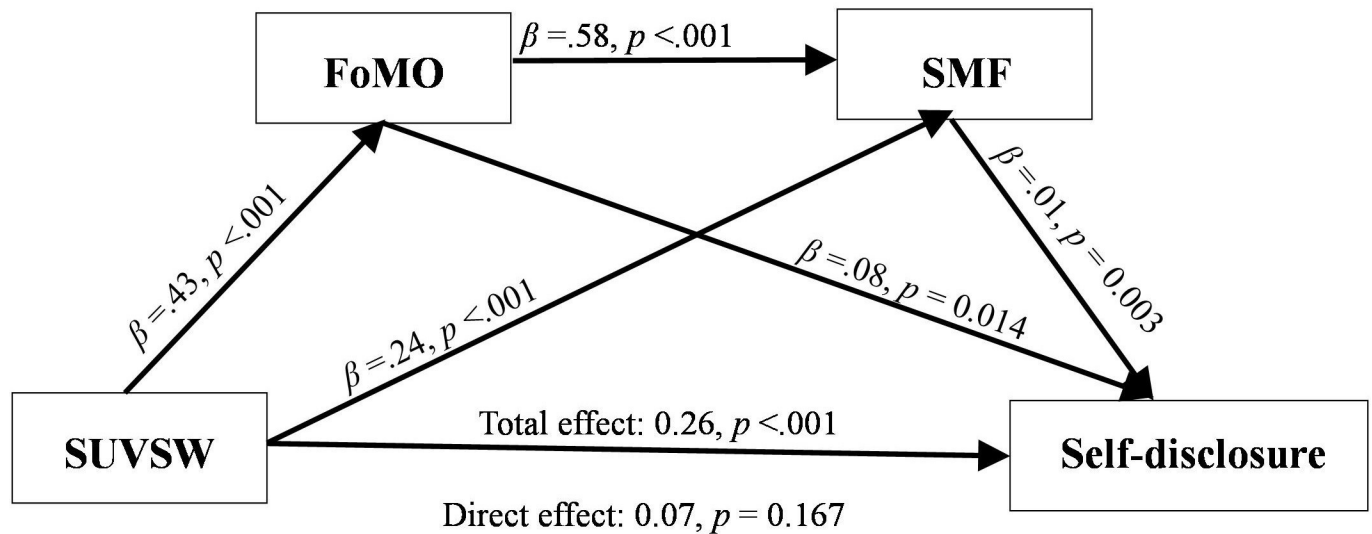 FoMO
β =.58, p <.001
SMF
β =.43, p <.001
β =.24, p <.001
β =.08, p = 0.014
β =.01, p = 0.003
SUVSW
Total effect: 0.26, p <.001
Self-disclosure
Direct effect: 0.07, p = 0.167